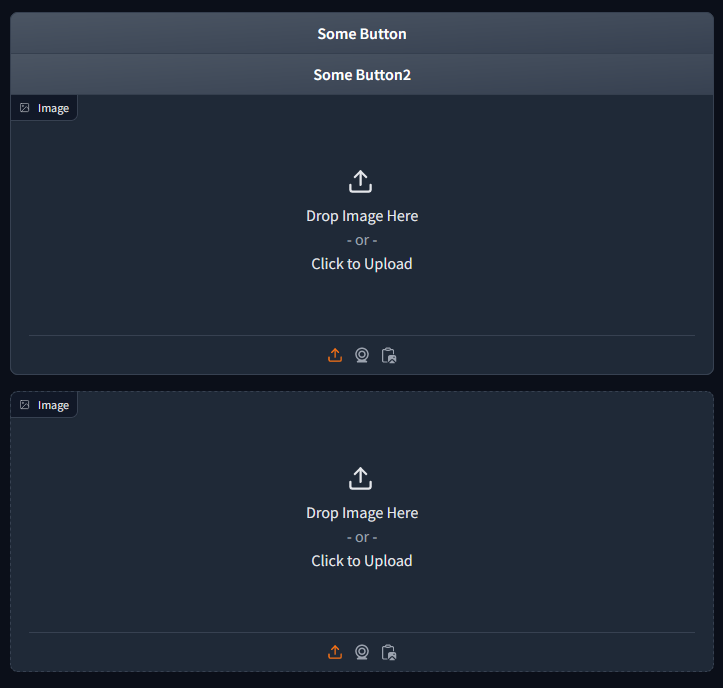 Some Button
Some Button2
Image
Drop Image Here
- or -
Click to Upload
Image
Drop Image Here
- or -
Click to Upload